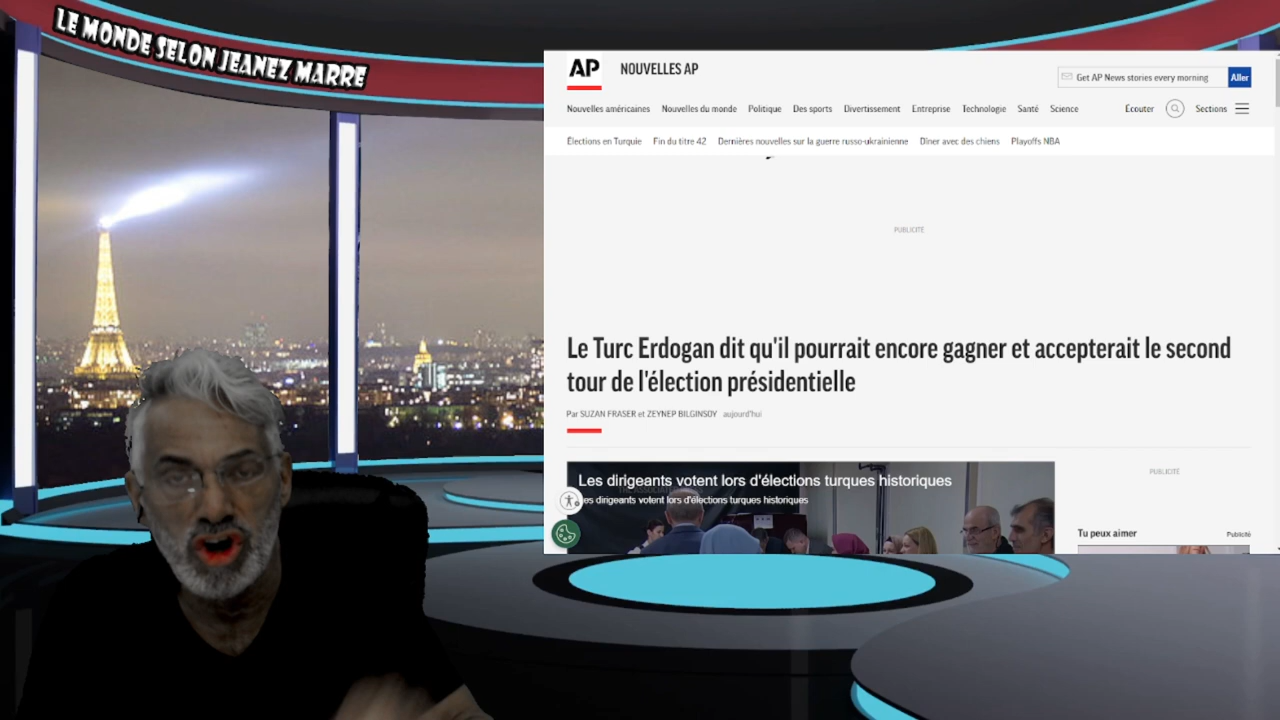 LE MONDE SELON JEANEZ MARRE
AP
NOUVELLES AP
Get AP News stories every morning
Aller
Nouvelles américaines Nouvelles du monde Politique Des sports Divertissement Entreprise Technologie Santé Science Écouter Sections
Élections en Turquie Fin du titre 42 Dernières nouvelles sur la guerre russo-ukrainienne Dîner avec des chiens Playoffs NBA
PUBLICITÉ
Le Turc Erdogan dit qu'il pourrait encore gagner et accepterait le second
tour de l'élection présidentielle
Par SUZAN FRASER et ZEYNEP BILGINSOY aujourd'hui
PUBLICITÉ
Les dirigeants votent lors d'élections turques historiques
es dirigeants votent lors d'élections turques historiques
Tu peux aimer
Publicité